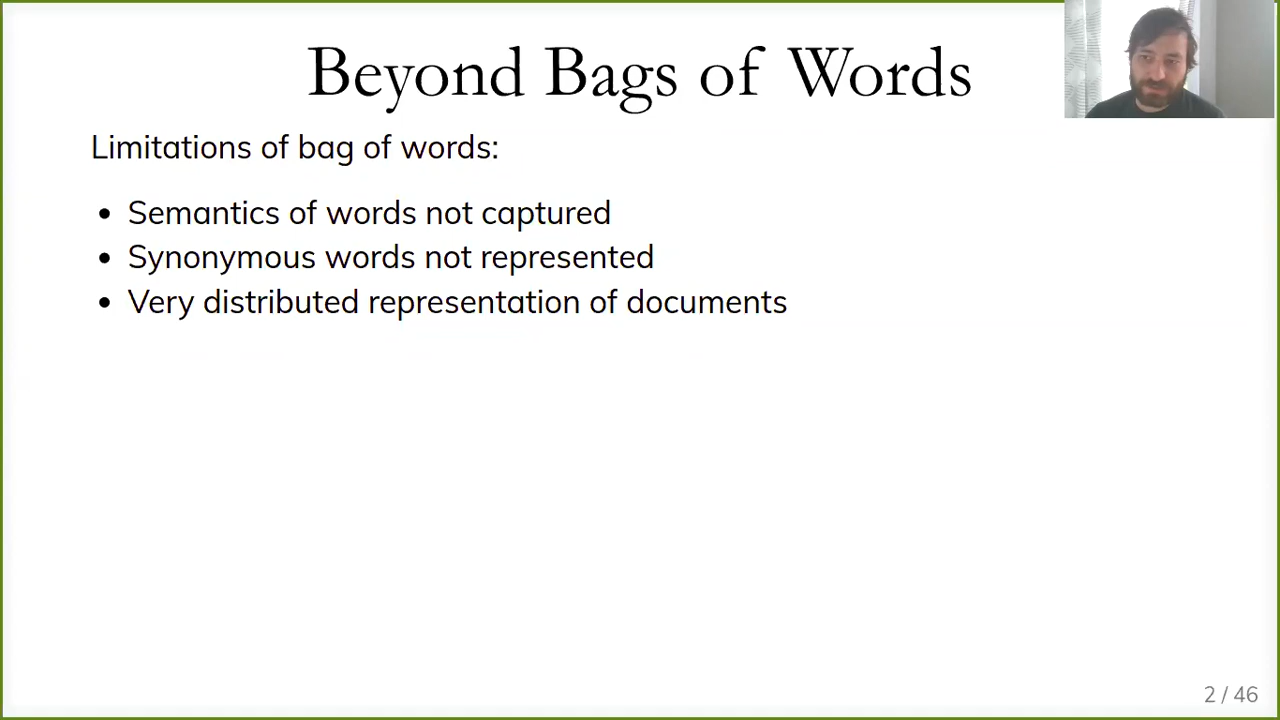 Beyond Bags of Words
Limitations of bag of words:
• Semantics of words not captured
• Synonymous words not represented
• Very distributed representation of documents
2 / 46